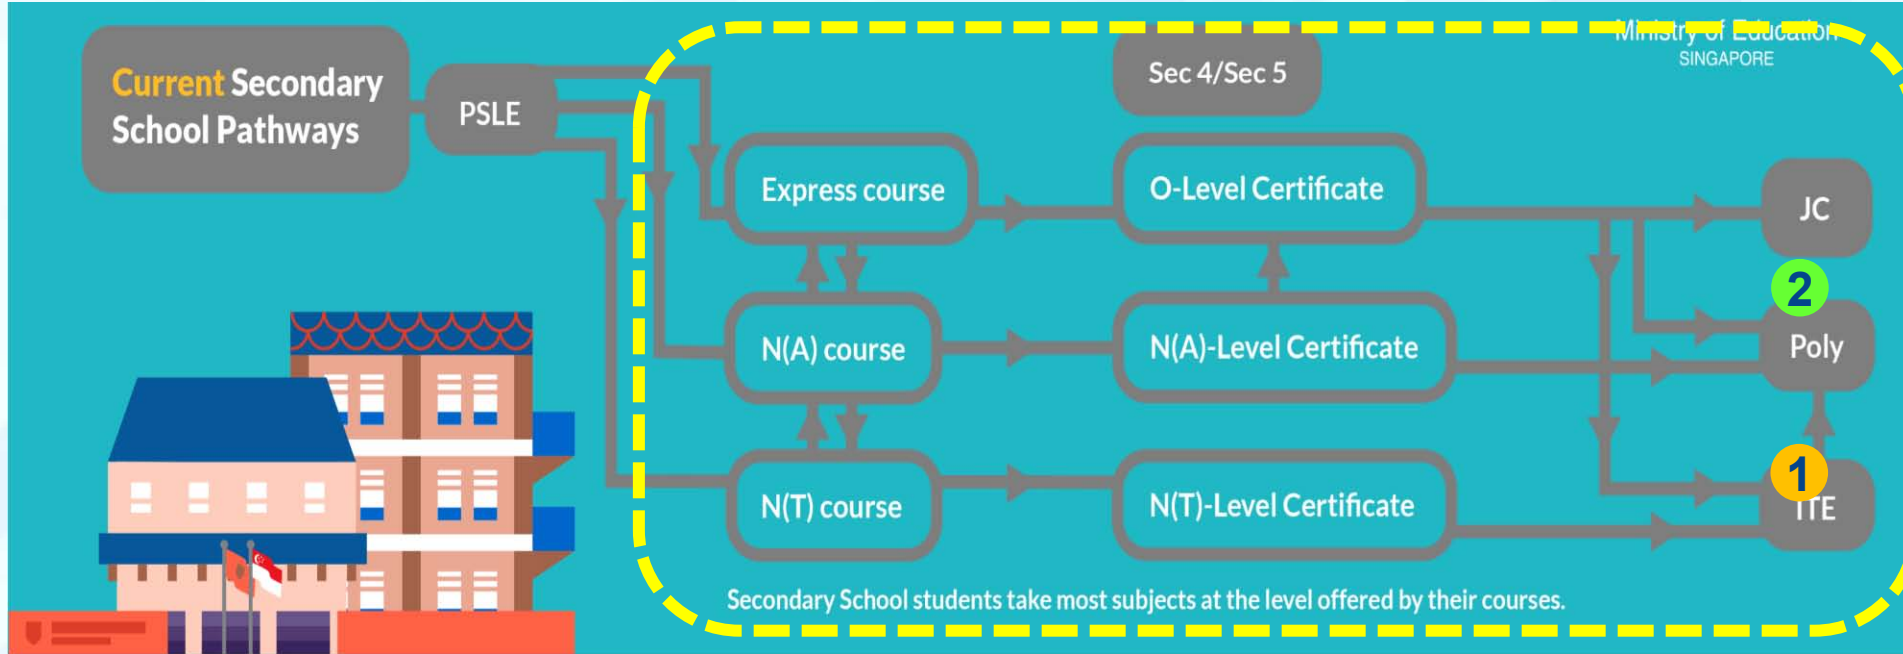 Current Secondary
School Pathways
PSLE
Sec 4/Sec 5
Ministry of Education
SINGAPORE
Express course
O-Level Certificate
JC
2
N(A) course
N(A)-Level Certificate
Poly
1
N(T) course
N(T)-Level Certificate
ITE
Secondary School students take most subjects at the level offered by their courses.